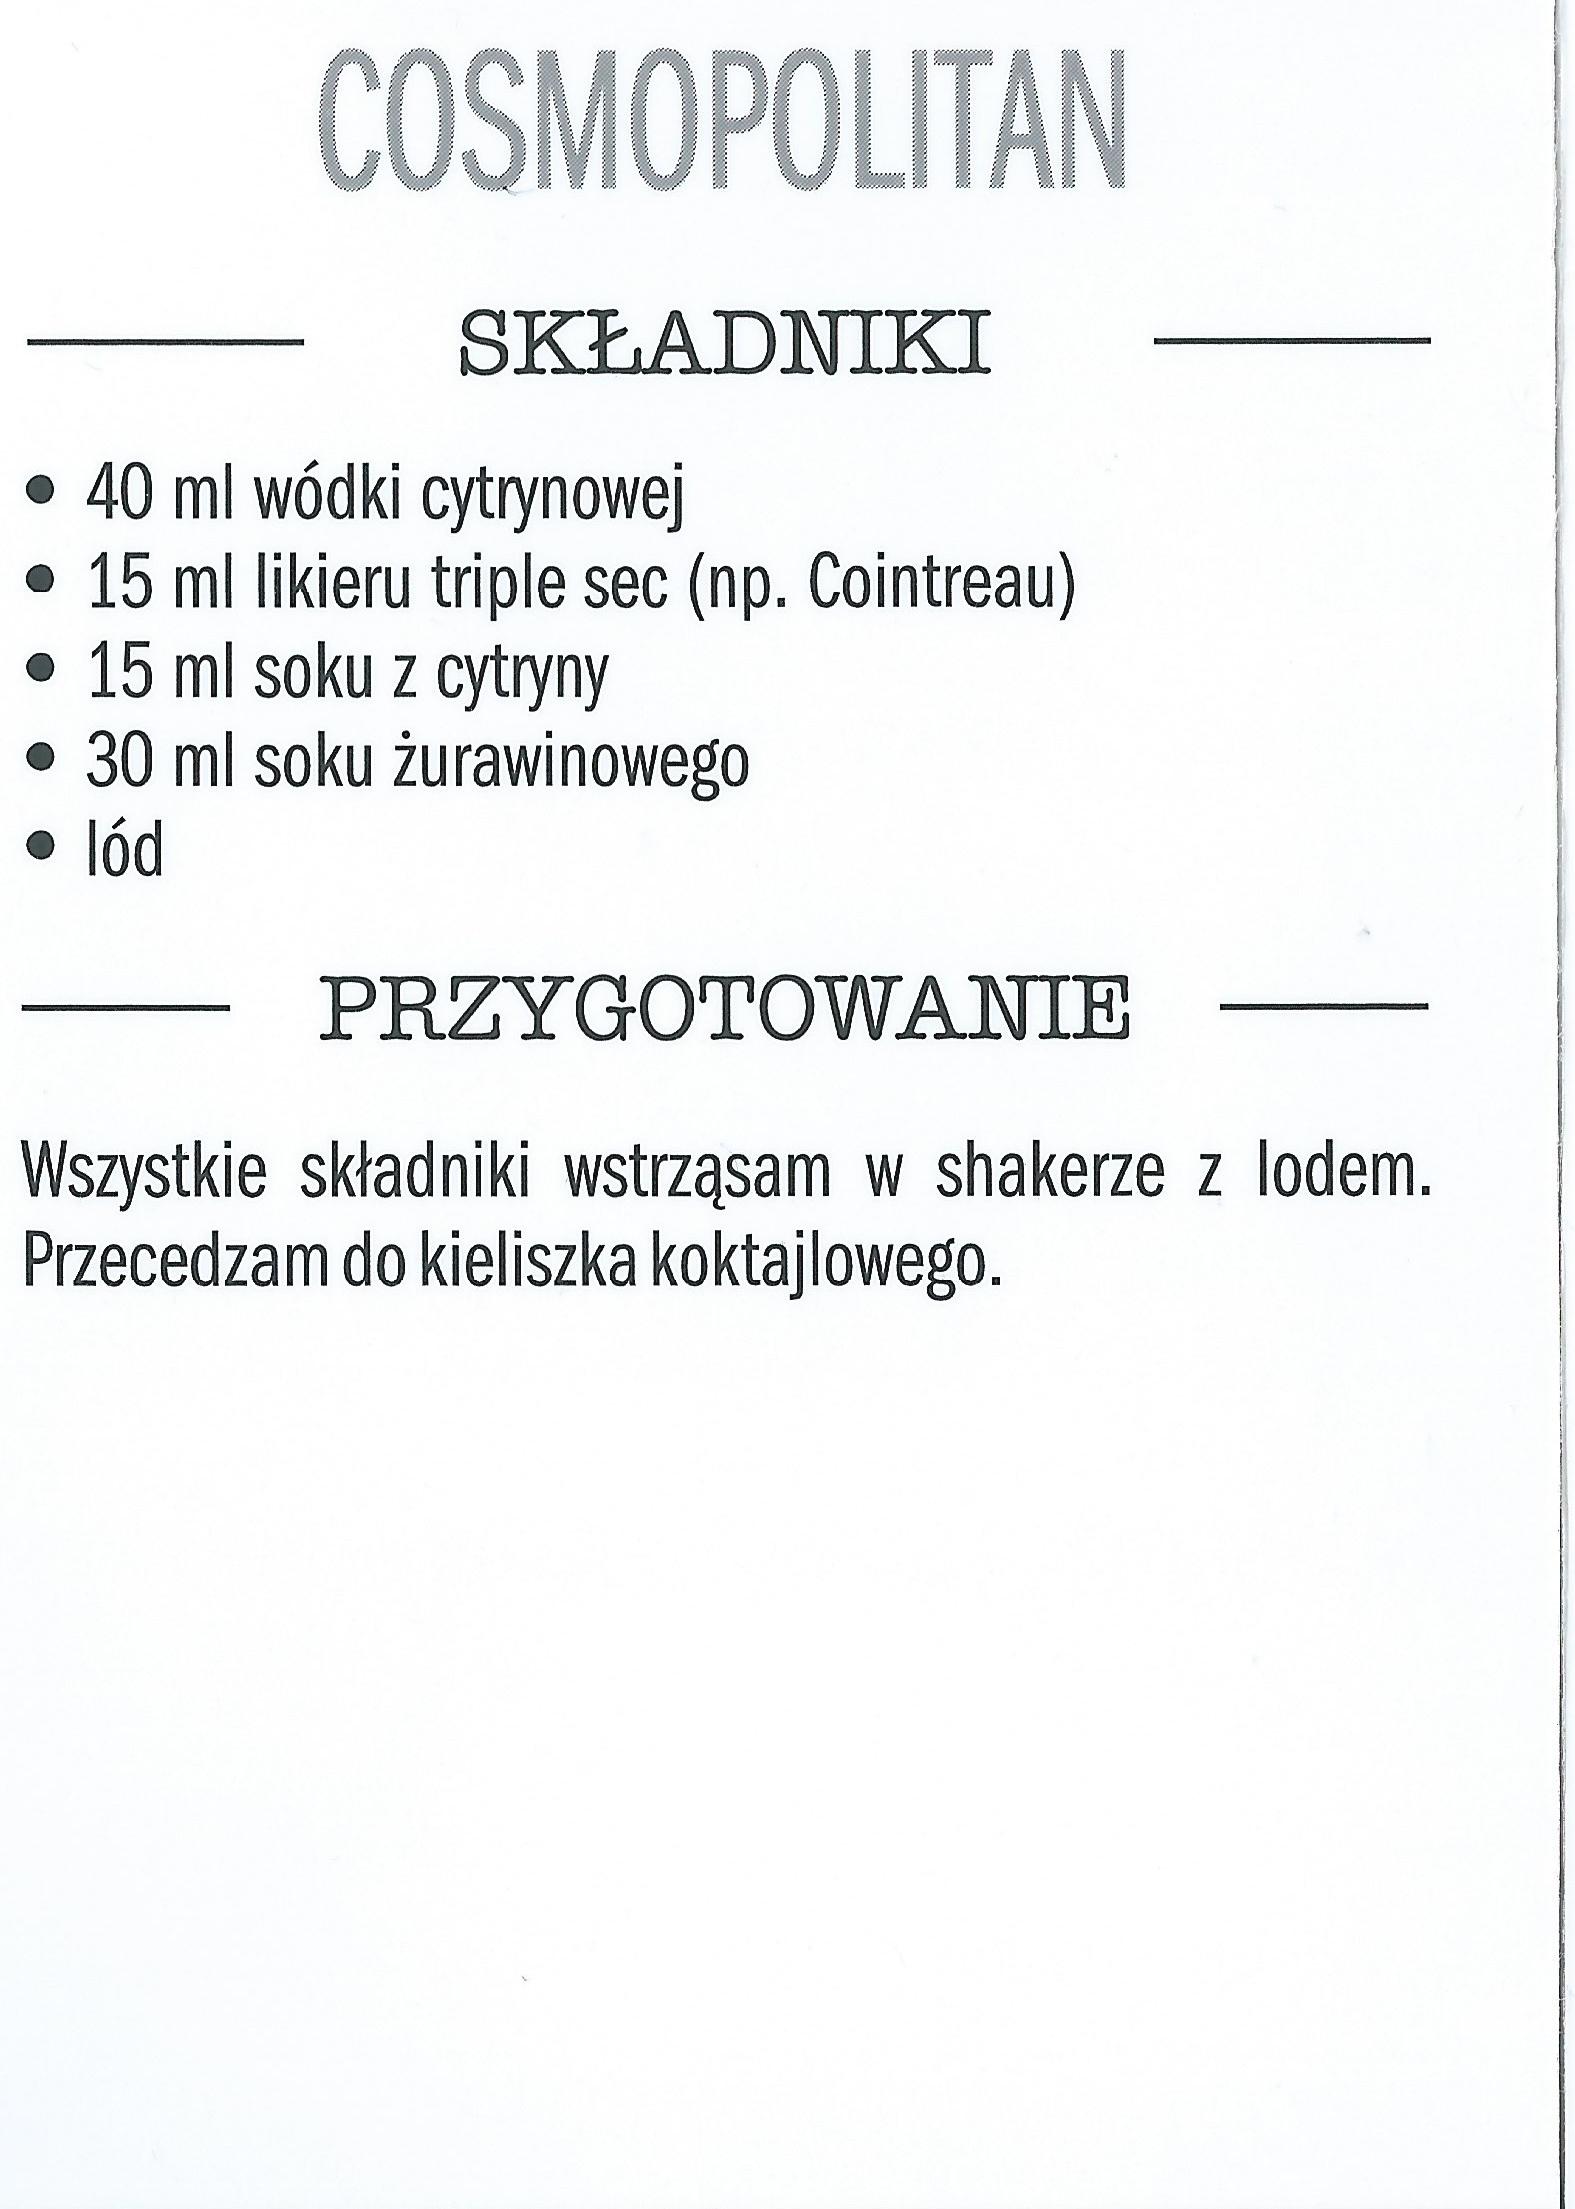 COSMOPOLITAN
SKŁADNIKI
• 40 ml wódki cytrynowej
• 15 ml likieru triple sec (np. Cointreau)
• 15 ml soku z cytryny
• 30 ml soku żurawinowego
• lód
PRZYGOTOWANIE
Wszystkie składniki wstrząsam w shakerze z lodem.
Przecedzam do kieliszka koktajlowego.